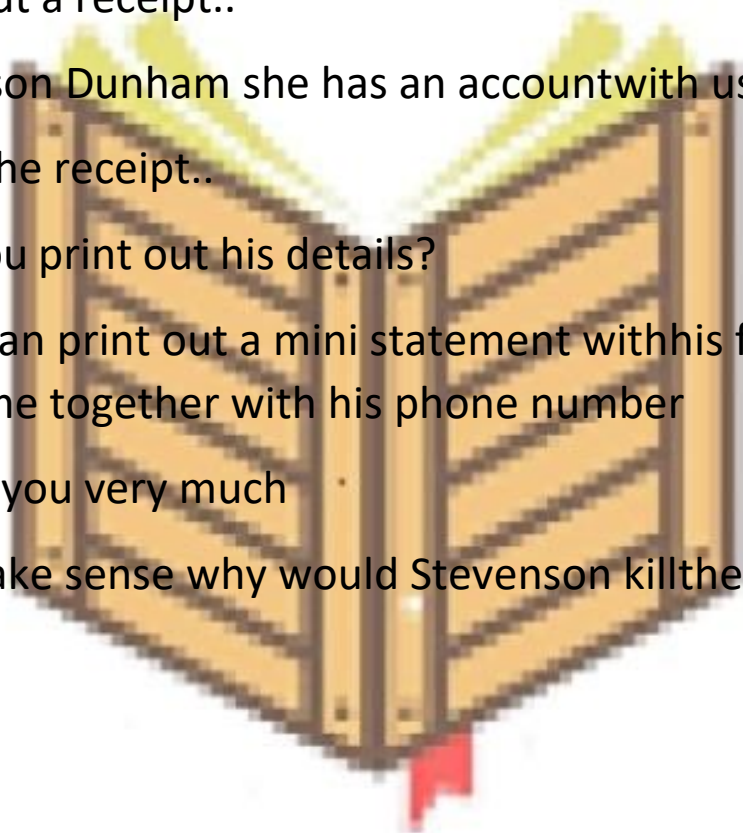 ut a receipt..
son Dunham she has an accountwith us
he receipt..
ou print out his details?
an print out a mini statement withhis f
ne together with his phone number
you very much
ake sense why would Stevenson killthe